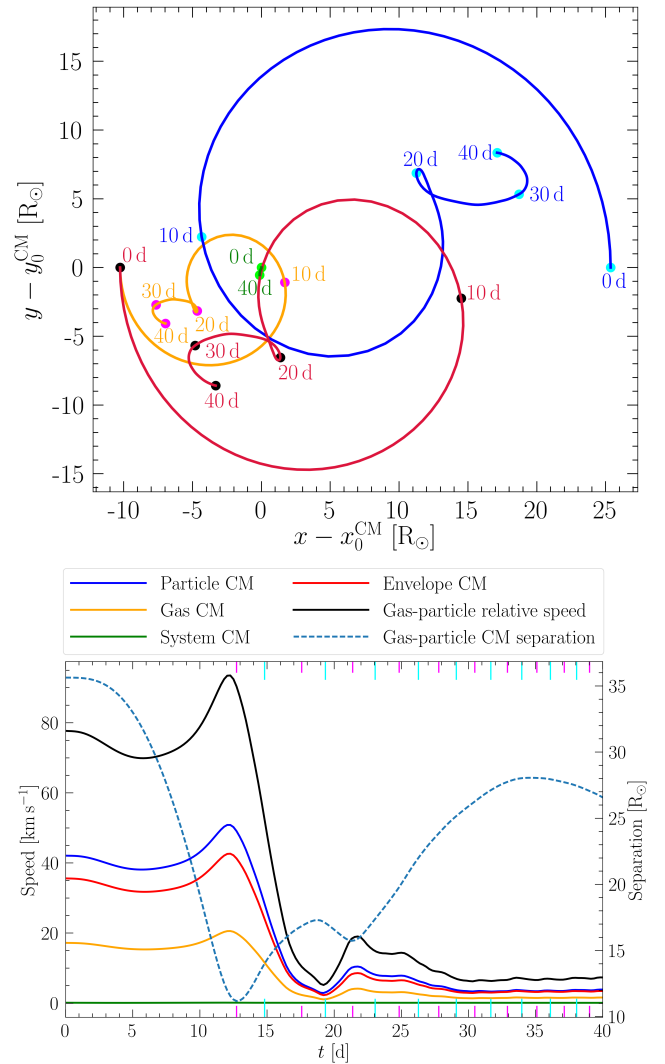 15
10
5
0
-5
-10
-15
y − y₀^CM [R⊙]
20 d
40 d
30 d
0 d
10 d
0 d
0 d
40 d
10 d
30 d
20 d
40 d
10 d
30 d
20 d
40 d
-10 -5 0 5 10 15 20 25
x − x₀^CM [R⊙]
Particle CM
Gas CM
System CM
Envelope CM
Gas-particle relative speed
Gas-particle CM separation
80
60
40
20
0
Speed [km s⁻¹]
35
30
25
20
15
10
Separation [R⊙]
0 5 10 15 20 25 30 35 40
t [d]